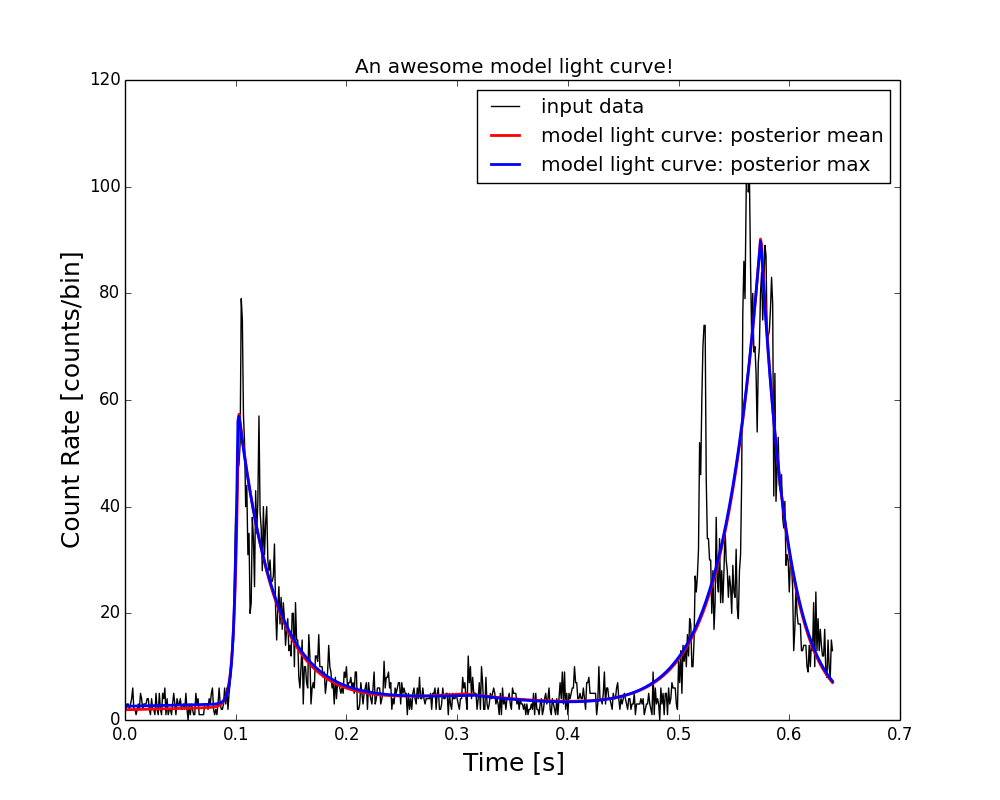 An awesome model light curve!
input data
model light curve: posterior mean
model light curve: posterior max
120
100
80
60
40
20
0
Count Rate [counts/bin]
0.0 0.1 0.2 0.3 0.4 0.5 0.6 0.7
Time [s]